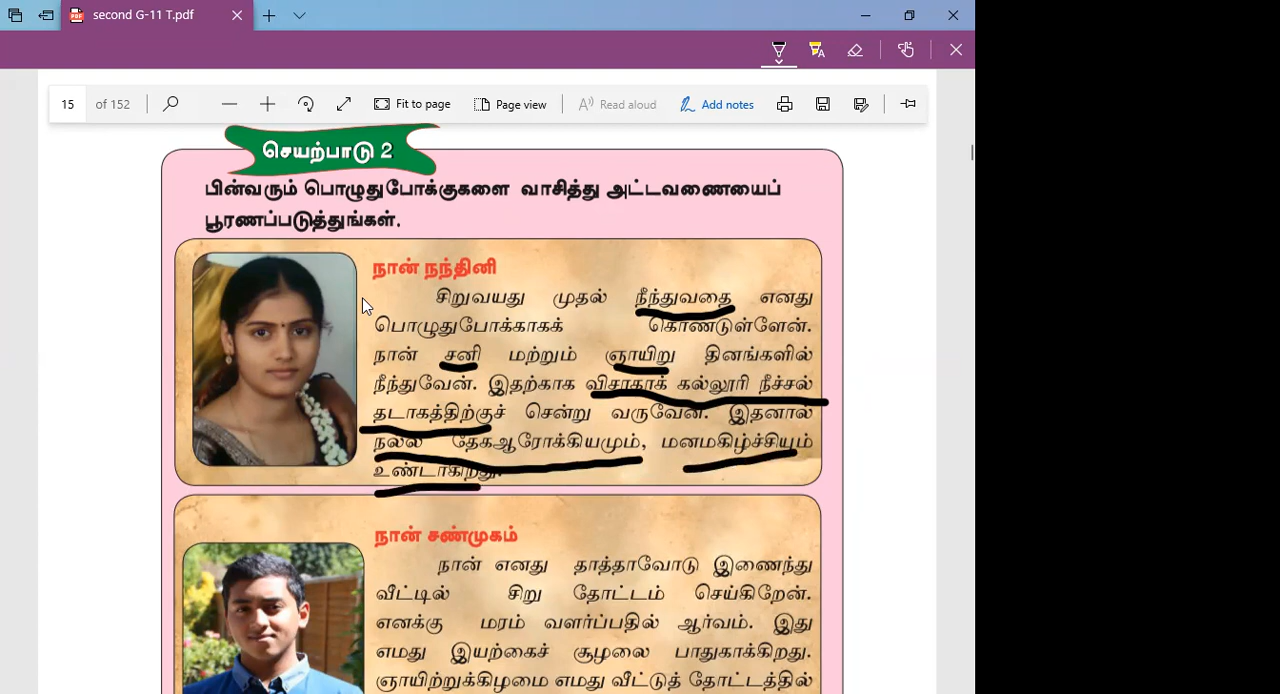 second G-11 T.pdf
15 of 152 Fit to page Page view Read aloud Add notes
செயற்பாடு 2
பின்வரும் பொழுதுபோக்குகளை வாசித்து அட்டவணையைப்
பூரணப்படுத்துங்கள்.
நான் நந்தினி
சிறுவயது முதல் நீந்துவதை எனது
பொழுதுபோக்காகக் கொண்டுள்ளேன்.
நான் சனி மற்றும் ஞாயிறு தினங்களில்
நீந்துவேன். இதற்காக விசாகாக் கல்லூரி நீச்சல்
தடாகத்திற்குச் சென்று வருவேன். இதனால்
நல்ல தேகஆரோக்கியமும், மனமகிழ்ச்சியும்
உண்டாகிறது.
நான் சண்முகம்
நான் எனது தாத்தாவோடு இணைந்து
வீட்டில் சிறு தோட்டம் செய்கிறேன்.
எனக்கு மரம் வளர்ப்பதில் ஆர்வம். இது
எமது இயற்கைச் சூழலை பாதுகாக்கிறது.
ஞாயிற்றுக்கிழமை எமது வீட்டுத் தோட்டத்தில்